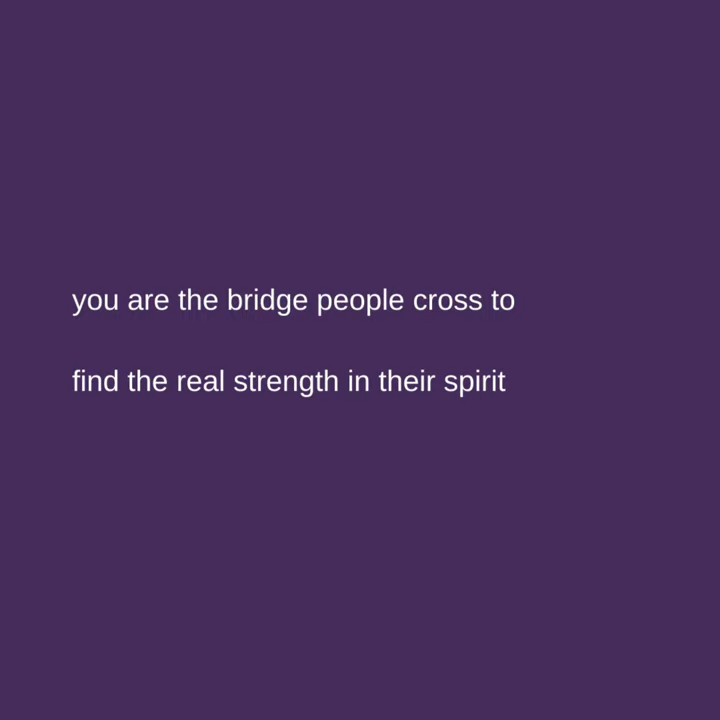 you are the bridge people cross to
find the real strength in their spirit